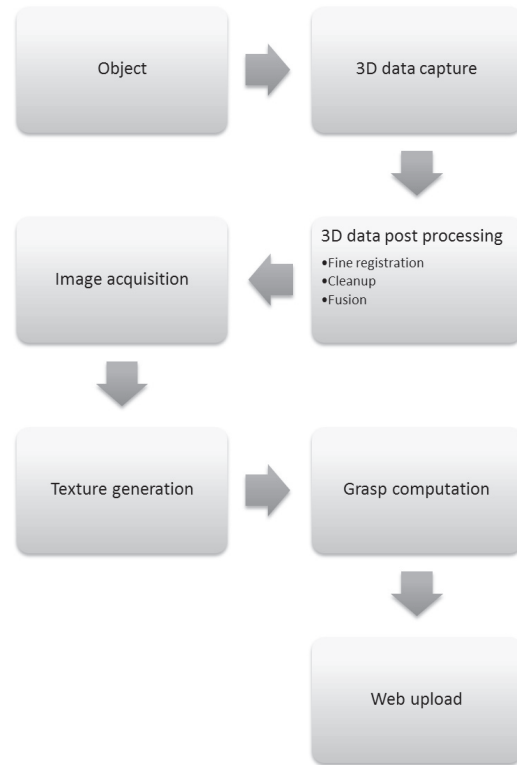 Object
3D data capture
3D data post processing
•Fine registration
•Cleanup
•Fusion
Image acquisition
Texture generation
Grasp computation
Web upload